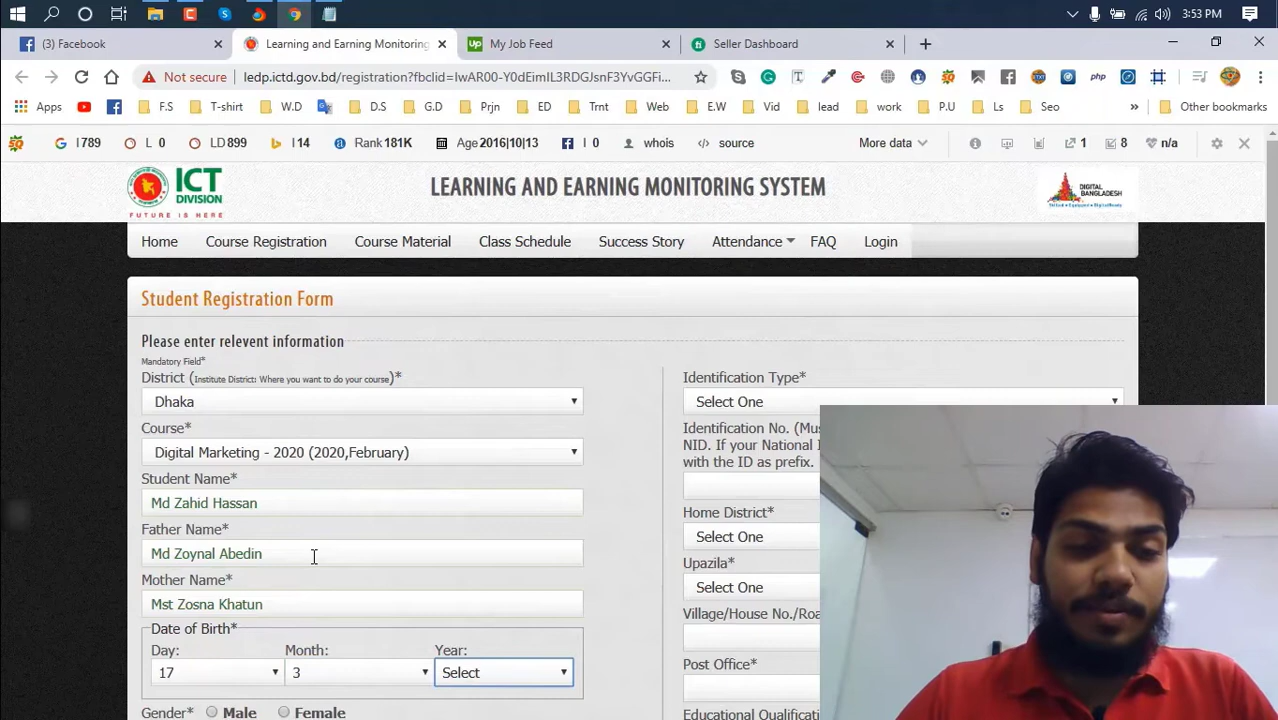 3:53 PM
(3) Facebook
Learning and Earning Monitoring
My Job Feed
Seller Dashboard
Not secure
ledp.ictd.gov.bd/registration?fbclid=IwAR00-Y0dEimIL3RDGJsnF3YvGGFi...
Apps
F.S
T-shirt
W.D
D.S
G.D
Prjn
ED
Trnt
Web
E.W
Vid
lead
work
P.U
Ls
Seo
Other bookmarks
I 789
L 0
LD 899
I 14
Rank 181K
Age 2016|10|13
I 0
whois
source
More data
1
8
n/a
ICT
DIVISION
FUTURE IS HERE
LEARNING AND EARNING MONITORING SYSTEM
DIGITAL
BANGLADESH
Home
Course Registration
Course Material
Class Schedule
Success Story
Attendance
FAQ
Login
Student Registration Form
Please enter relevent information
Mandatory Field*
District (Institute District: Where you want to do your course)*
Dhaka
Course*
Digital Marketing - 2020 (2020,February)
Student Name*
Md Zahid Hassan
Father Name*
Md Zoynal Abedin
Mother Name*
Mst Zosna Khatun
Date of Birth*
Day:
Month:
Year:
17
3
Select
Gender*
Male
Female
Identification Type*
Select One
Identification No. (Mus
NID. If your National I
with the ID as prefix.
Home District*
Select One
Upazila*
Select One
Village/House No./Roa
Post Office*
Educational Qualificati